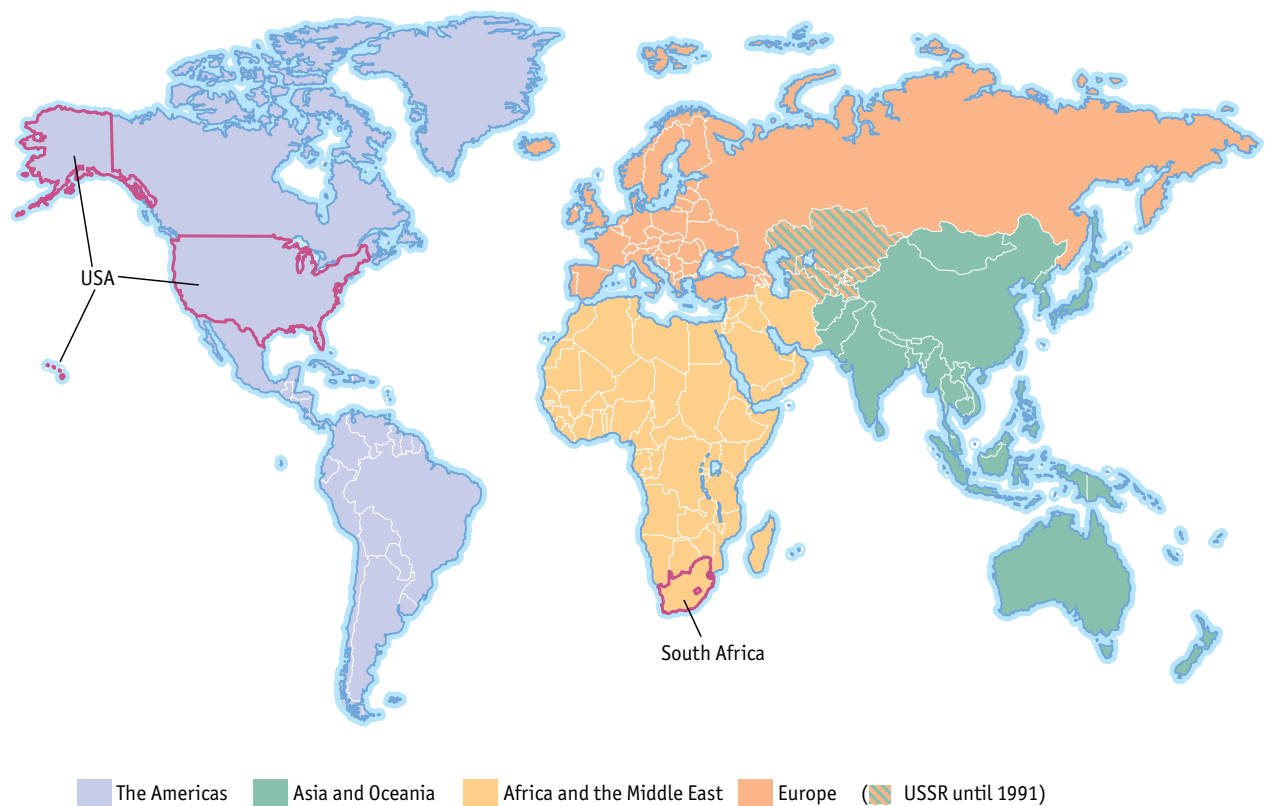 USA
South Africa
The Americas
Asia and Oceania
Africa and the Middle East
Europe
( USSR until 1991)